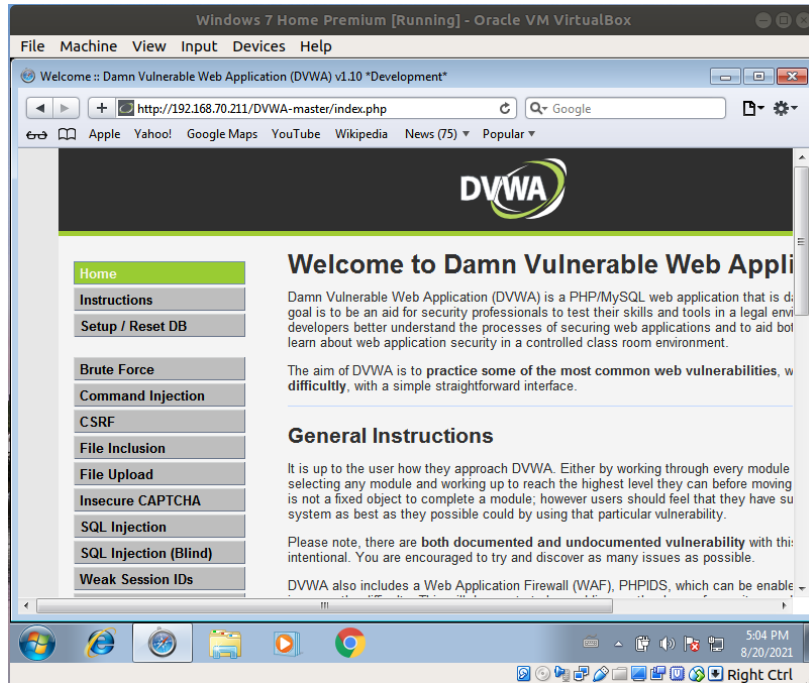 Windows 7 Home Premium [Running] - Oracle VM VirtualBox
File Machine View Input Devices Help
Welcome :: Damn Vulnerable Web Application (DVWA) v1.10 *Development*
http://192.168.70.211/DVWA-master/index.php
Google
Apple Yahoo! Google Maps YouTube Wikipedia News (75) Popular
DVWA
Home
Instructions
Setup / Reset DB
Brute Force
Command Injection
CSRF
File Inclusion
File Upload
Insecure CAPTCHA
SQL Injection
SQL Injection (Blind)
Weak Session IDs
Welcome to Damn Vulnerable Web Appli
Damn Vulnerable Web Application (DVWA) is a PHP/MySQL web application that is da
goal is to be an aid for security professionals to test their skills and tools in a legal envi
developers better understand the processes of securing web applications and to aid bot
learn about web application security in a controlled class room environment.
The aim of DVWA is to practice some of the most common web vulnerabilities, w
difficultly, with a simple straightforward interface.
General Instructions
It is up to the user how they approach DVWA. Either by working through every module
selecting any module and working up to reach the highest level they can before moving
is not a fixed object to complete a module; however users should feel that they have su
system as best as they possible could by using that particular vulnerability.
Please note, there are both documented and undocumented vulnerability with this
intentional. You are encouraged to try and discover as many issues as possible.
DVWA also includes a Web Application Firewall (WAF), PHPIDS, which can be enable
5:04 PM
8/20/2021
Right Ctrl